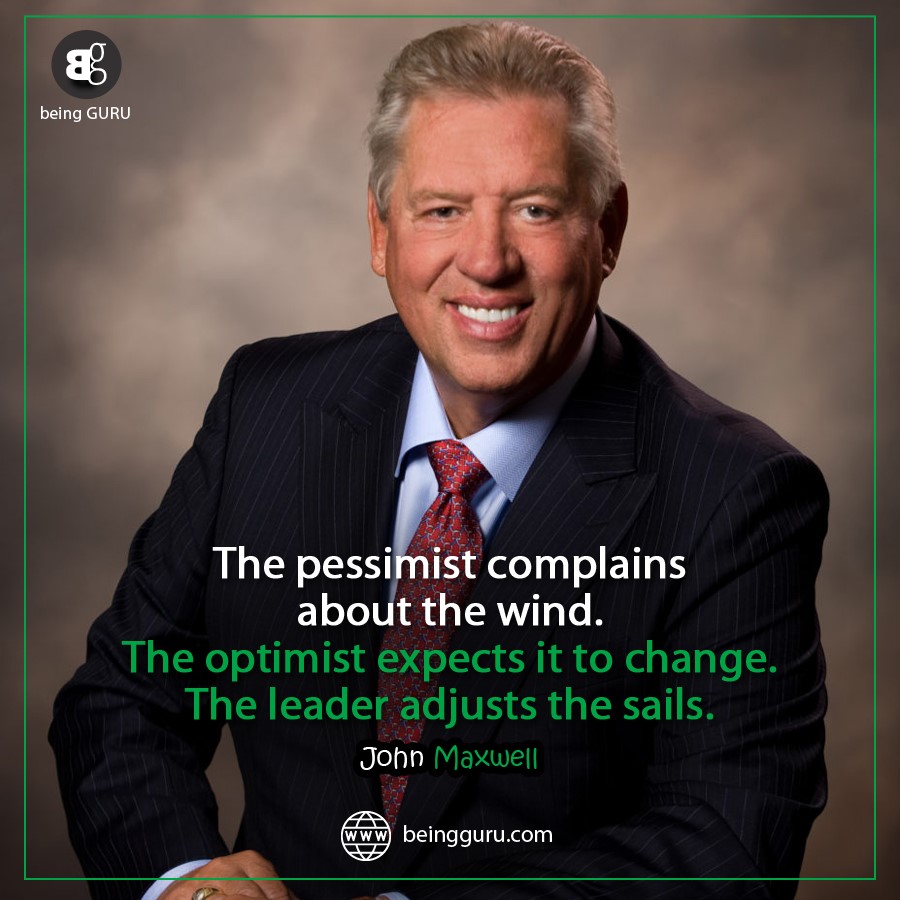 Bg
being GURU
The pessimist complains
about the wind.
The optimist expects it to change.
The leader adjusts the sails.
John Maxwell
www
beingguru.com